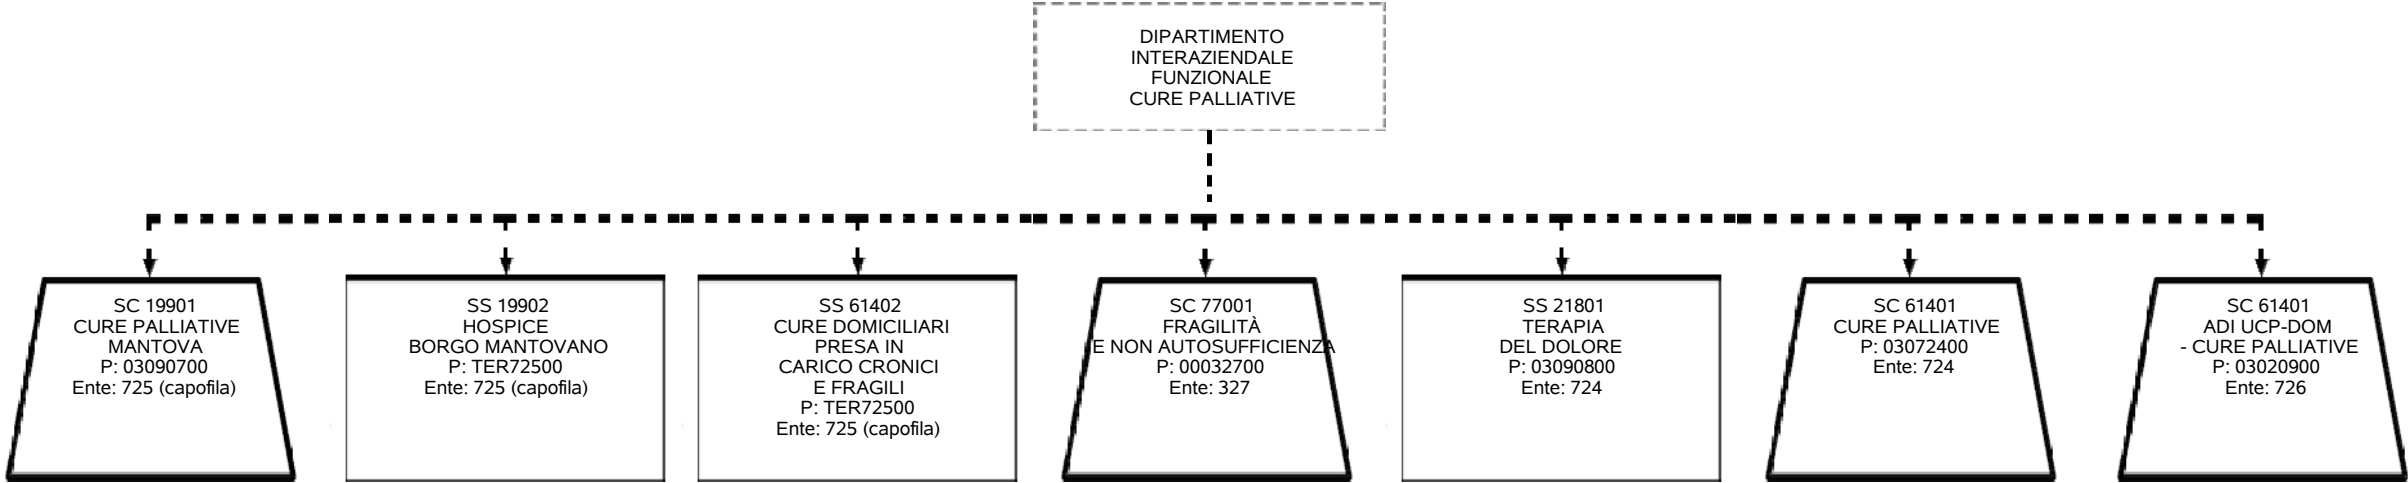 DIPARTIMENTO
INTERAZIENDALE
FUNZIONALE
CURE PALLIATIVE
SC 19901
CURE PALLIATIVE
MANTOVA
P: 03090700
Ente: 725 (capofila)
SS 19902
HOSPICE
BORGO MANTOVANO
P: TER72500
Ente: 725 (capofila)
SS 61402
CURE DOMICILIARI
PRESA IN
CARICO CRONICI
E FRAGILI
P: TER72500
Ente: 725 (capofila)
SC 77001
FRAGILITÀ
E NON AUTOSUFFICIENZA
P: 00032700
Ente: 327
SS 21801
TERAPIA
DEL DOLORE
P: 03090800
Ente: 724
SC 61401
CURE PALLIATIVE
P: 03072400
Ente: 724
SC 61401
ADI UCP-DOM
- CURE PALLIATIVE
P: 03020900
Ente: 726